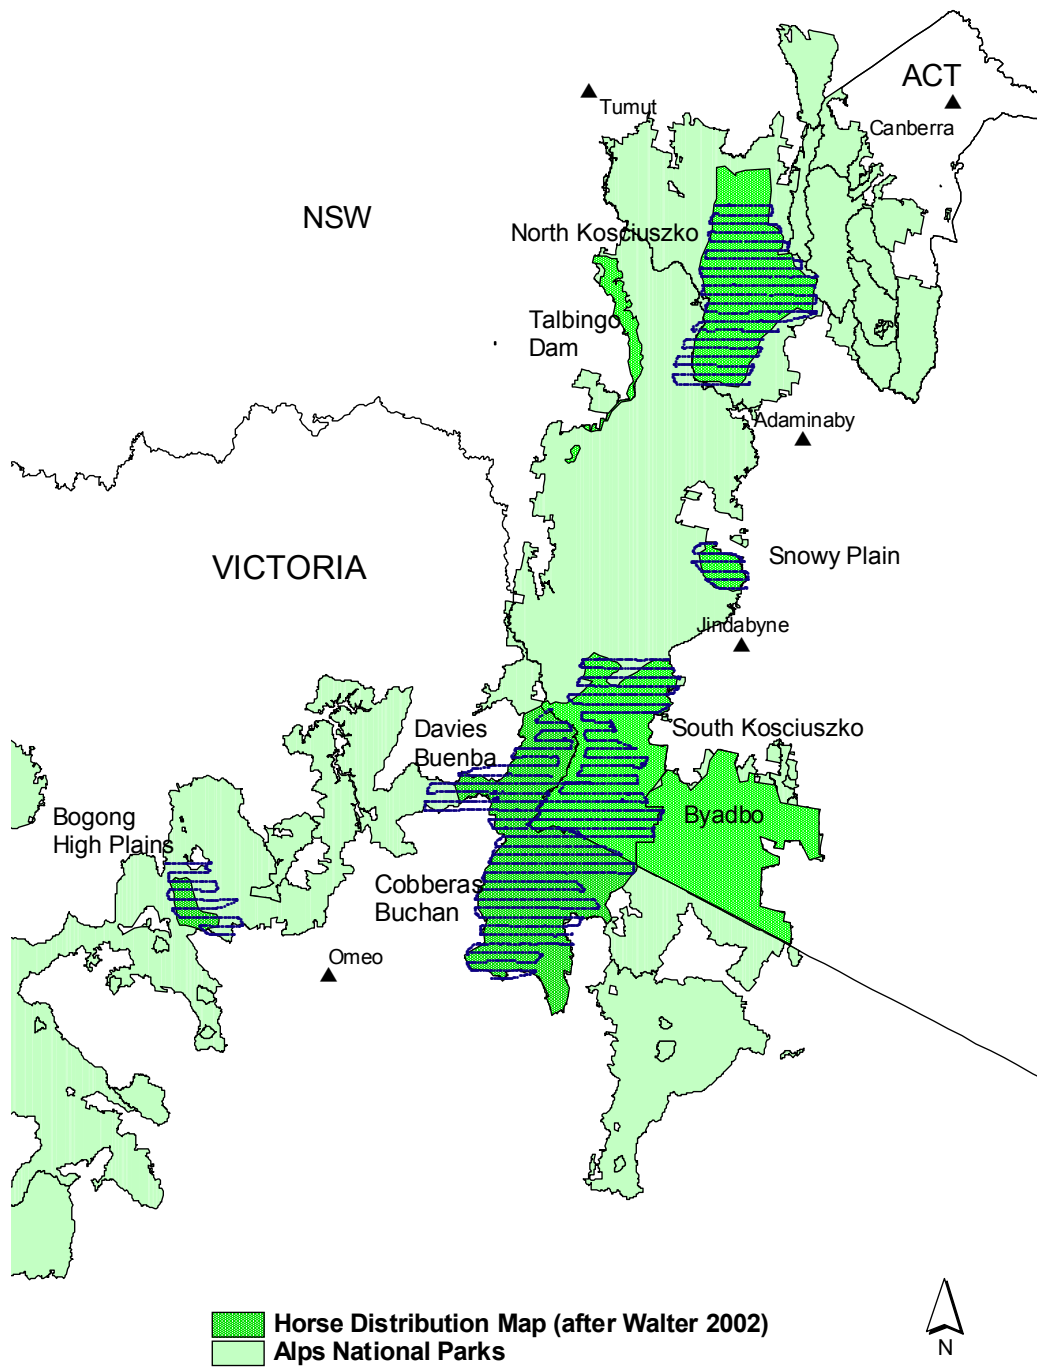 ACT
Tumut
Canberra
NSW
North Kosciuszko
Talbingo
Dam
Adaminaby
VICTORIA
Snowy Plain
Jindabyne
Davies
Buenba
South Kosciuszko
Bogong
High Plains
Byadbo
Cobberas
Buchan
Omeo
Horse Distribution Map (after Walter 2002)
Alps National Parks
N